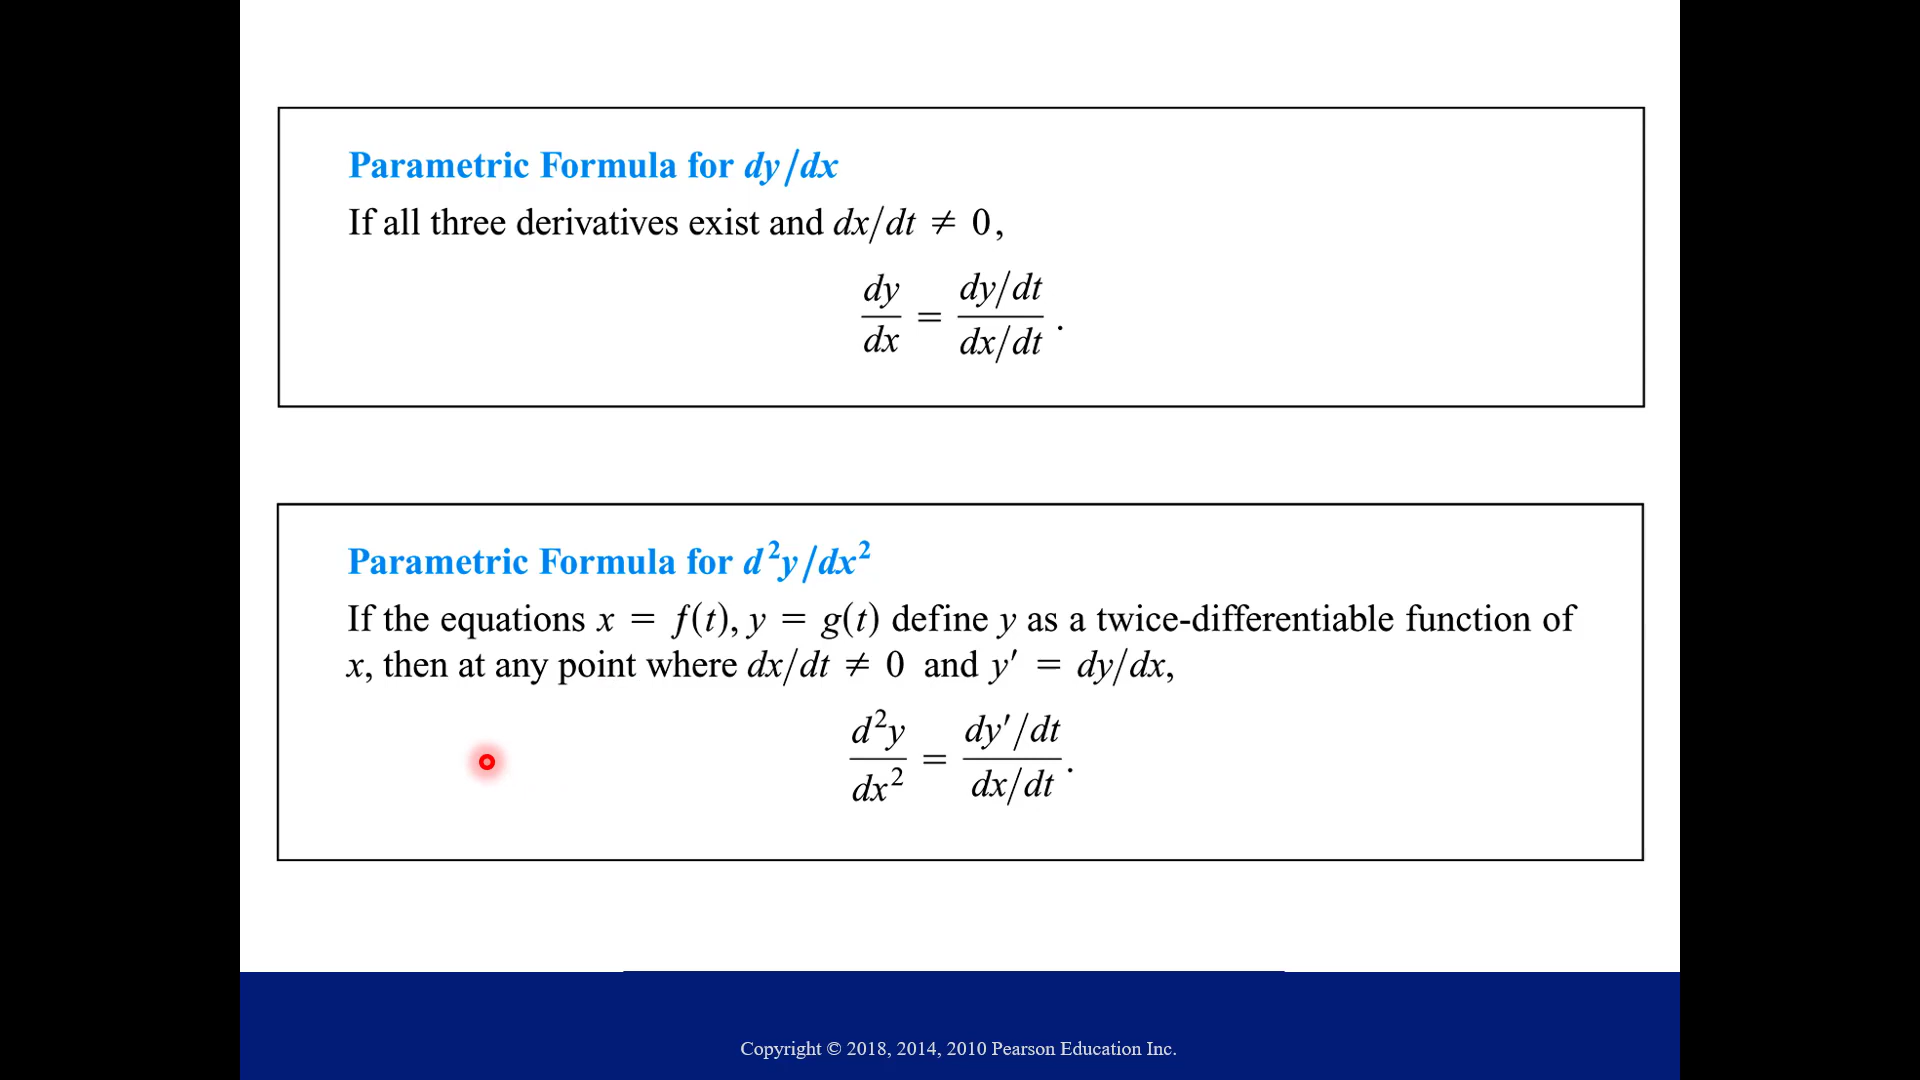 Parametric Formula for dy/dx
If all three derivatives exist and dx/dt ≠ 0,
dy/dx = (dy/dt)/(dx/dt).
Parametric Formula for d²y/dx²
If the equations x = f(t), y = g(t) define y as a twice-differentiable function of
x, then at any point where dx/dt ≠ 0 and y′ = dy/dx,
d²y/dx² = (dy′/dt)/(dx/dt).
Copyright © 2018, 2014, 2010 Pearson Education Inc.